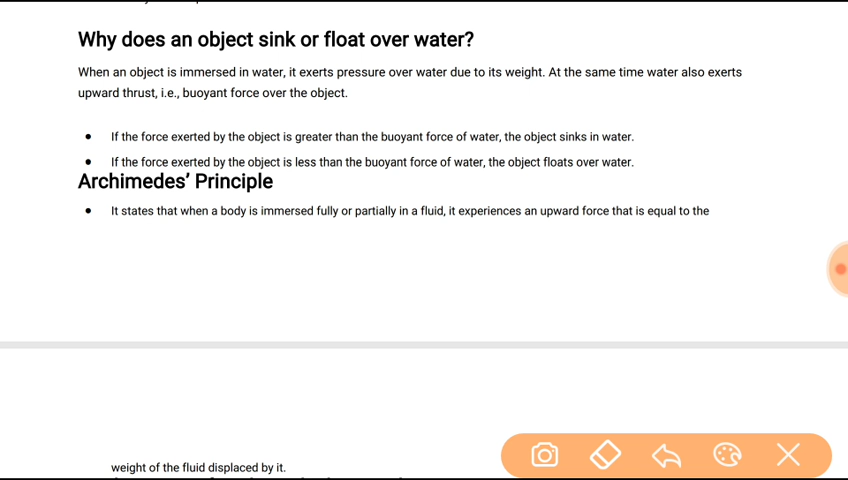 Why does an object sink or float over water?
When an object is immersed in water, it exerts pressure over water due to its weight. At the same time water also exerts
upward thrust, i.e., buoyant force over the object.
• If the force exerted by the object is greater than the buoyant force of water, the object sinks in water.
• If the force exerted by the object is less than the buoyant force of water, the object floats over water.
Archimedes’ Principle
• It states that when a body is immersed fully or partially in a fluid, it experiences an upward force that is equal to the
weight of the fluid displaced by it.